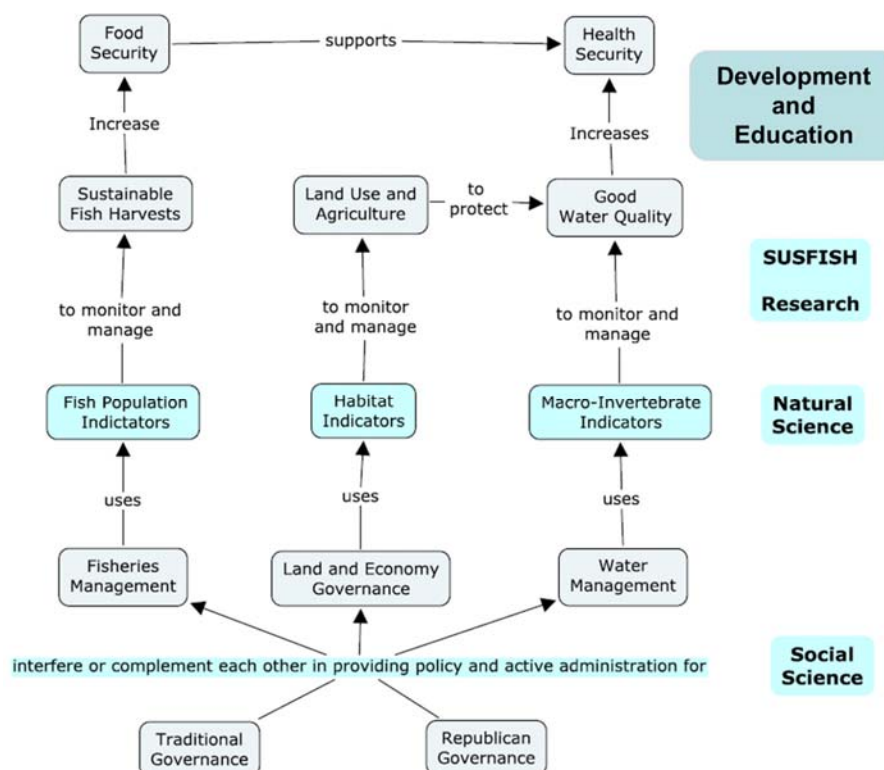 Food
Security
supports
Health
Security
Development
and
Education
Increase
Increases
Sustainable
Fish Harvests
Land Use and
Agriculture
to
protect
Good
Water Quality
SUSFISH
Research
to monitor and
manage
to monitor
and manage
to monitor and
manage
Fish Population
Indictators
Habitat
Indicators
Macro-Invertebrate
Indicators
Natural
Science
uses
uses
uses
Fisheries
Management
Land and Economy
Governance
Water
Management
interfere or complement each other in providing policy and active administration for
Social
Science
Traditional
Governance
Republican
Governance